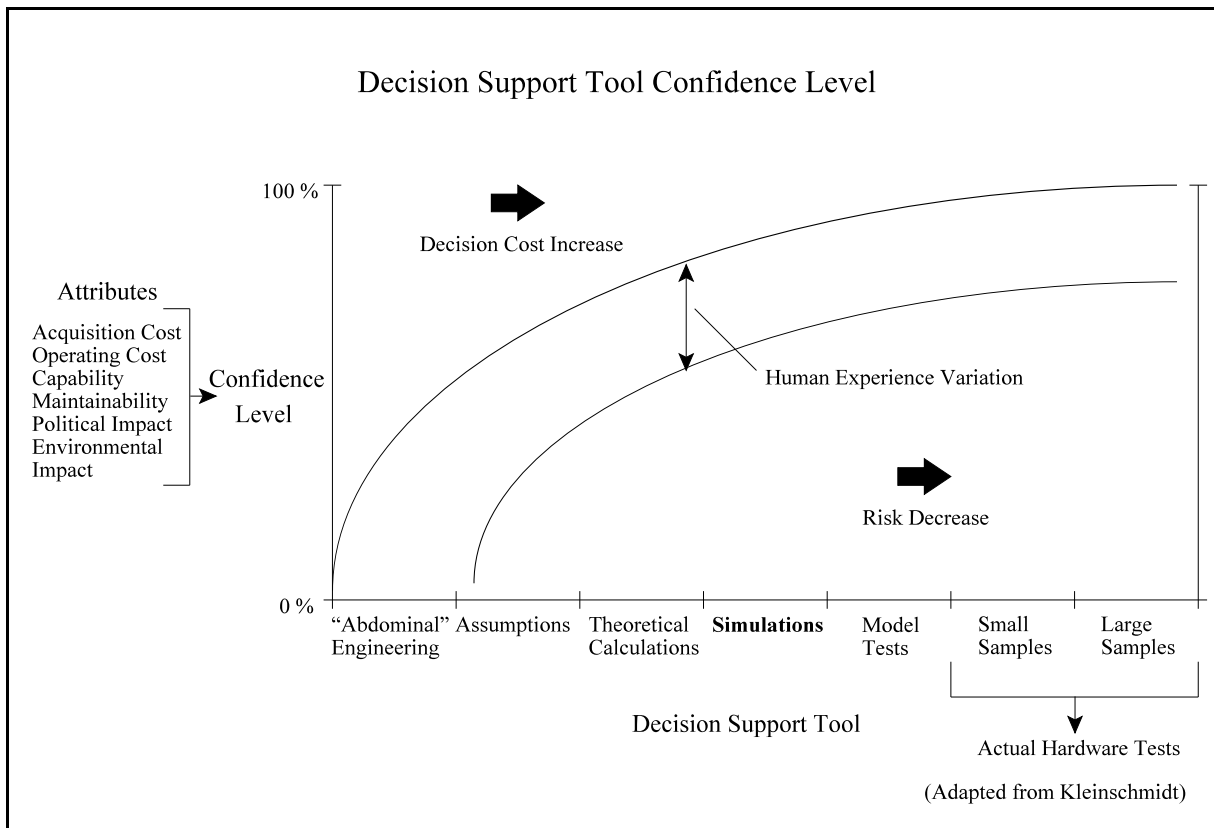 Decision Support Tool Confidence Level
100 %
Decision Cost Increase
Attributes
Acquisition Cost
Operating Cost
Capability
Maintainability
Political Impact
Environmental
Impact
Confidence
Level
Human Experience Variation
Risk Decrease
0 %
“Abdominal”
Engineering
Assumptions
Theoretical
Calculations
Simulations
Model
Tests
Small
Samples
Large
Samples
Decision Support Tool
Actual Hardware Tests
(Adapted from Kleinschmidt)